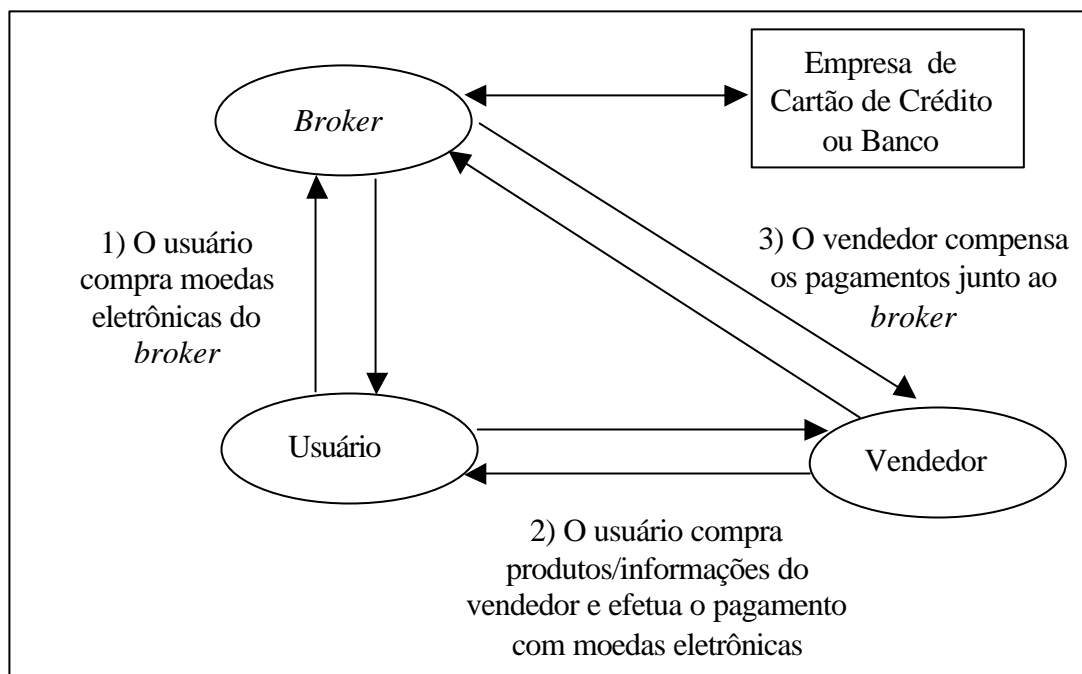 Broker
Empresa de
Cartão de Crédito
ou Banco
1) O usuário
compra moedas
eletrônicas do
broker
3) O vendedor compensa
os pagamentos junto ao
broker
Usuário
Vendedor
2) O usuário compra
produtos/informações do
vendedor e efetua o pagamento
com moedas eletrônicas